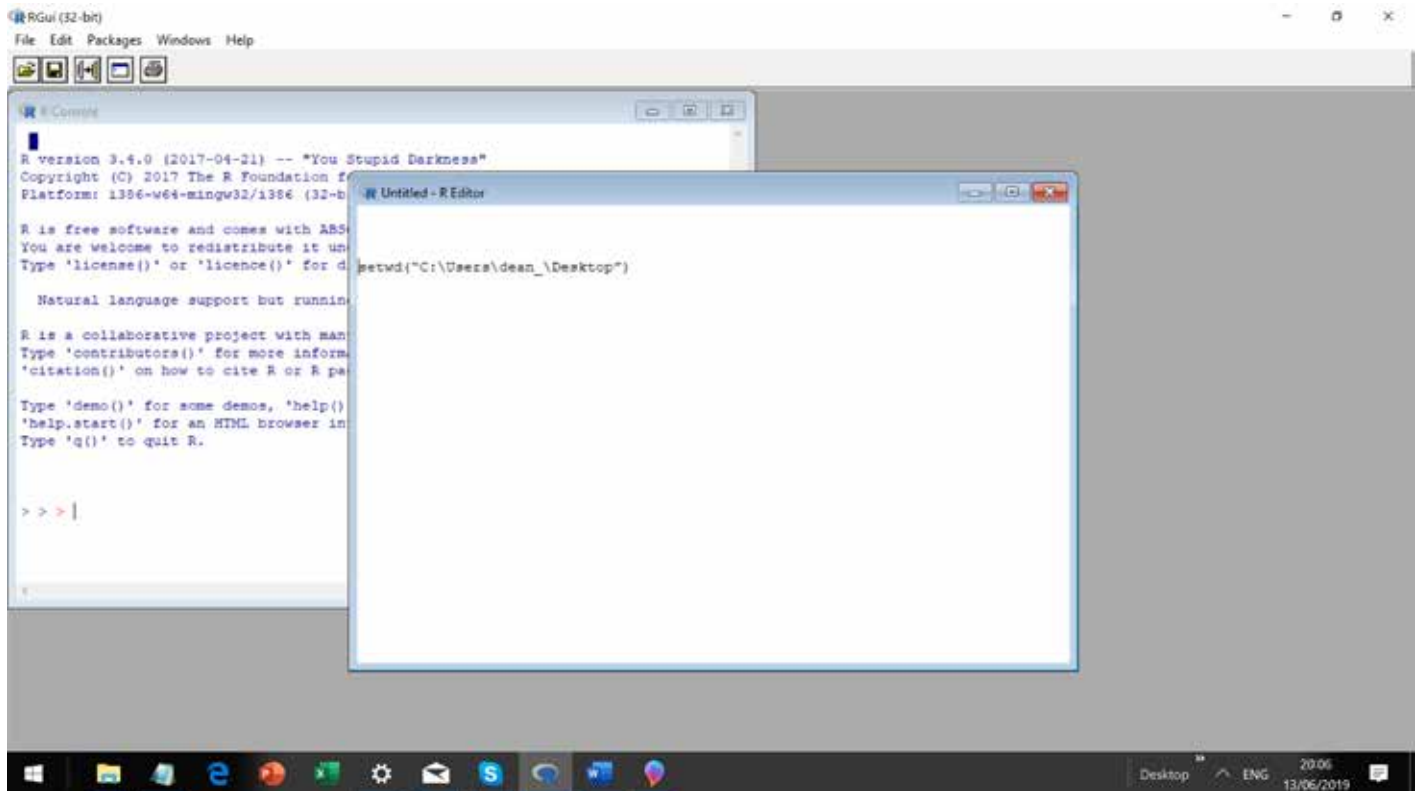 RGui (32-bit)
File Edit Packages Windows Help
R Console
R version 3.4.0 (2017-04-21) -- "You Stupid Darkness"
Copyright (C) 2017 The R Foundation f
Platform: i386-w64-mingw32/i386 (32-b
R is free software and comes with ABSO
You are welcome to redistribute it un
Type 'license()' or 'licence()' for d
Natural language support but running
R is a collaborative project with man
Type 'contributors()' for more inform
'citation()' on how to cite R or R pa
Type 'demo()' for some demos, 'help()
'help.start()' for an HTML browser in
Type 'q()' to quit R.
> > >
Untitled - R Editor
setwd("C:\Users\dean_\Desktop")
Desktop
ENG
20:06
13/06/2019